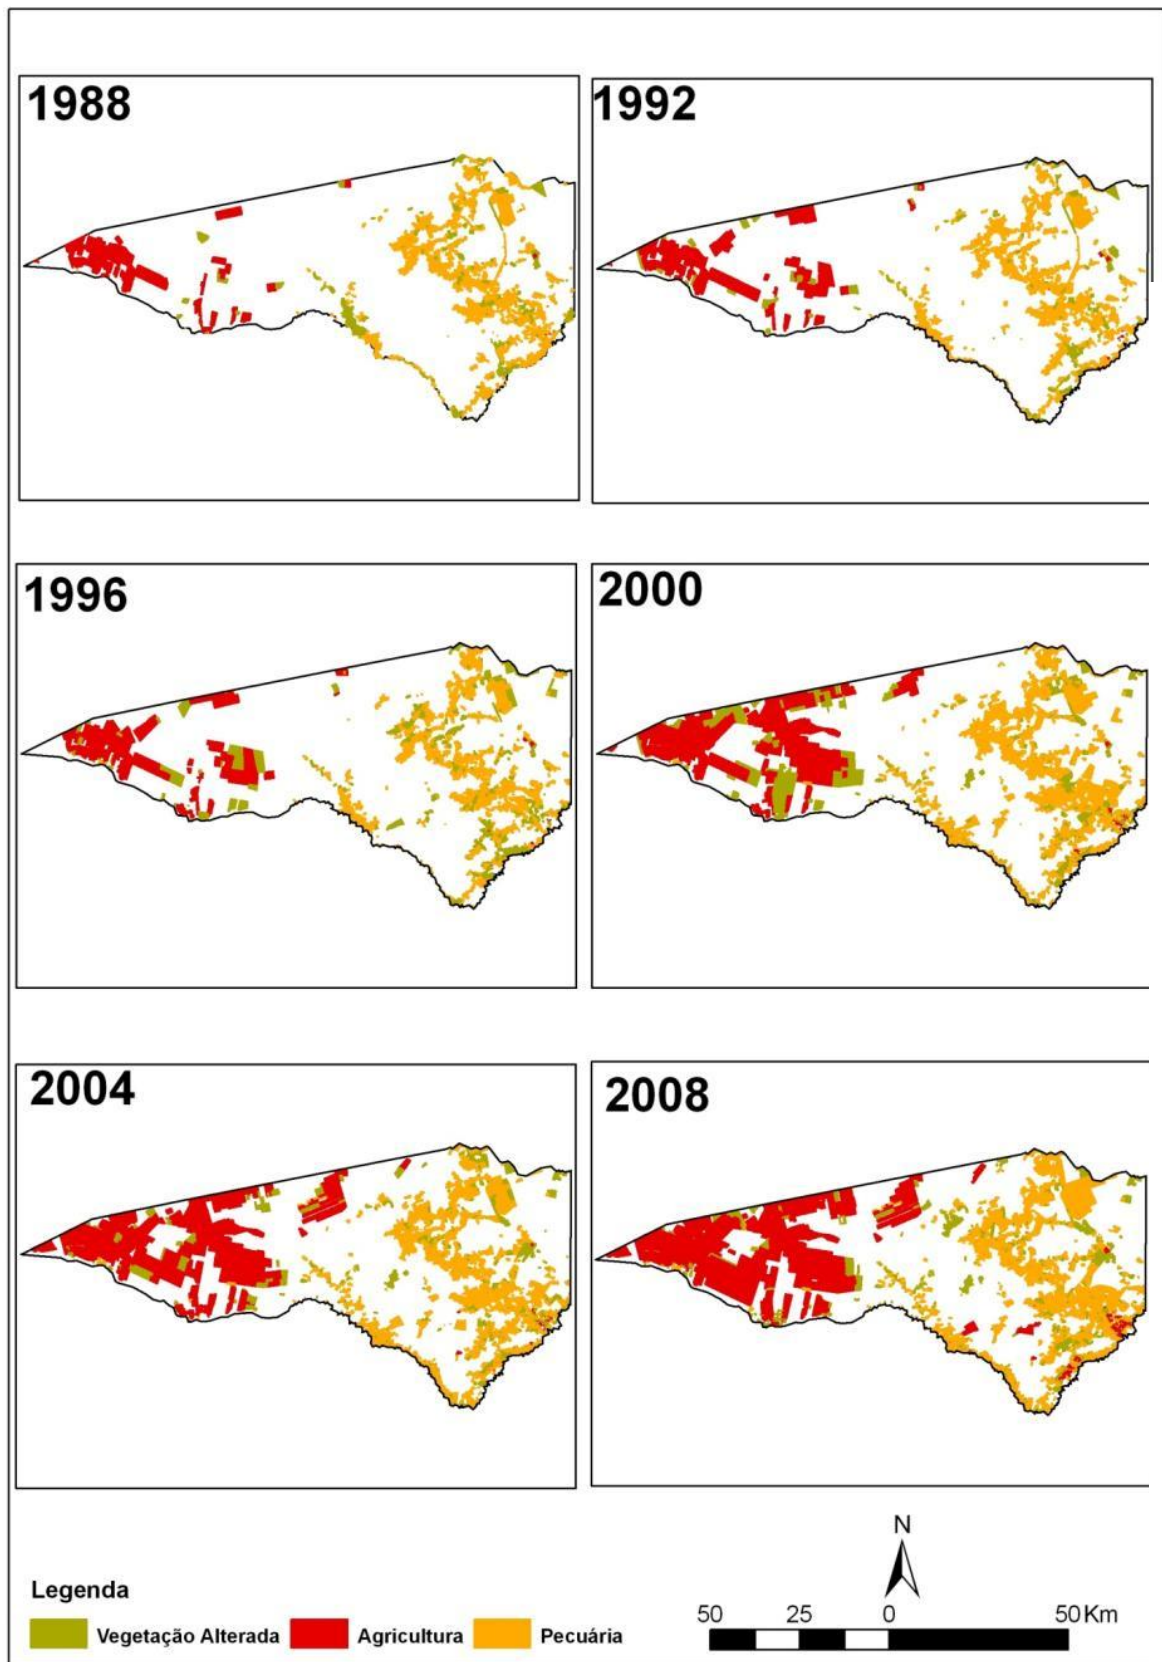 1988
1992
1996
2000
2004
2008
N
Legenda
Vegetação Alterada
Agricultura
Pecuária
50 25 0 50 Km